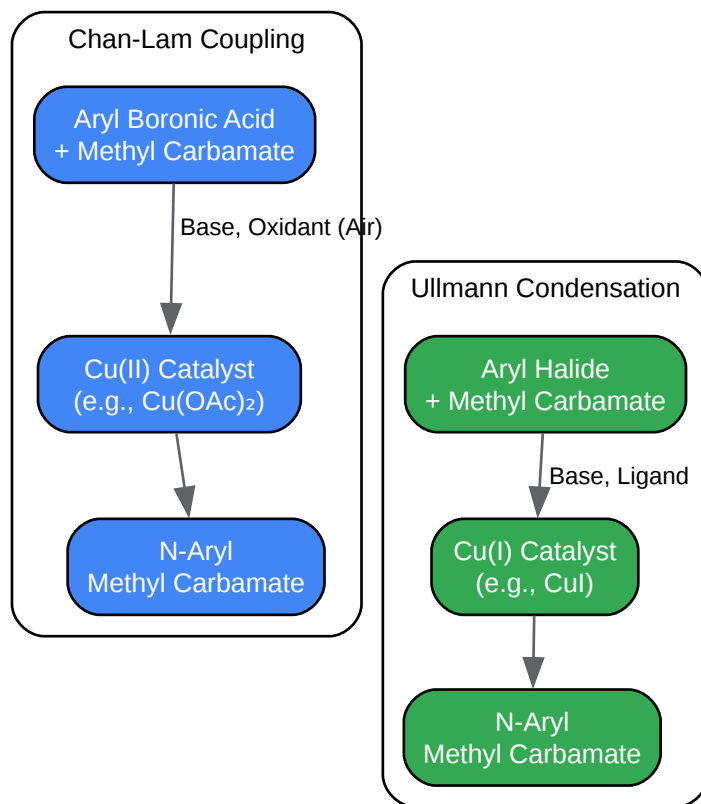 Chan-Lam Coupling
Aryl Boronic Acid
+ Methyl Carbamate
Base, Oxidant (Air)
Cu(II) Catalyst
(e.g., Cu(OAc)₂)
N-Aryl
Methyl Carbamate
Ullmann Condensation
Aryl Halide
+ Methyl Carbamate
Base, Ligand
Cu(I) Catalyst
(e.g., CuI)
N-Aryl
Methyl Carbamate